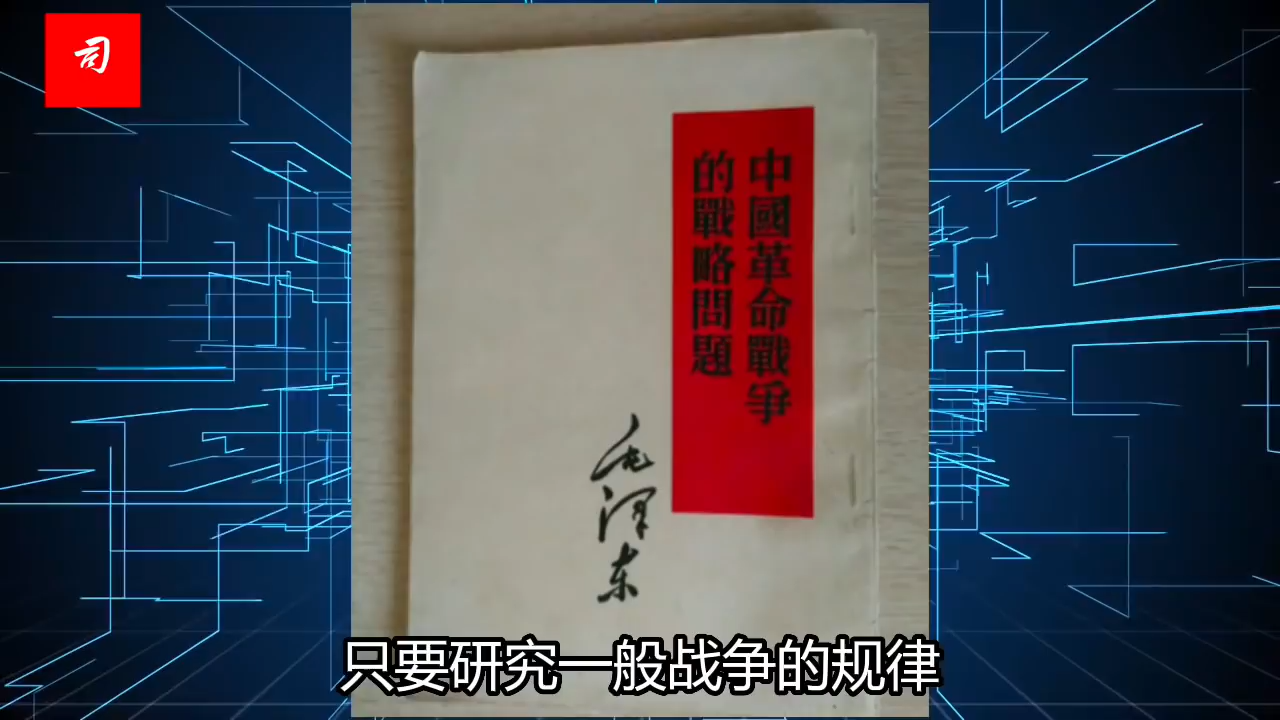 司
中國革命戰爭
的戰略問題
毛泽东
只要研究一般战争的规律